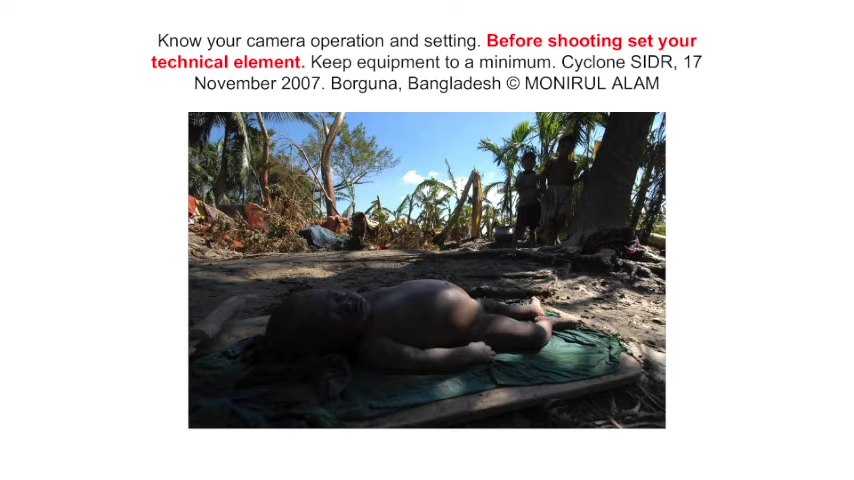 Know your camera operation and setting. Before shooting set your
technical element. Keep equipment to a minimum. Cyclone SIDR, 17
November 2007. Borguna, Bangladesh © MONIRUL ALAM